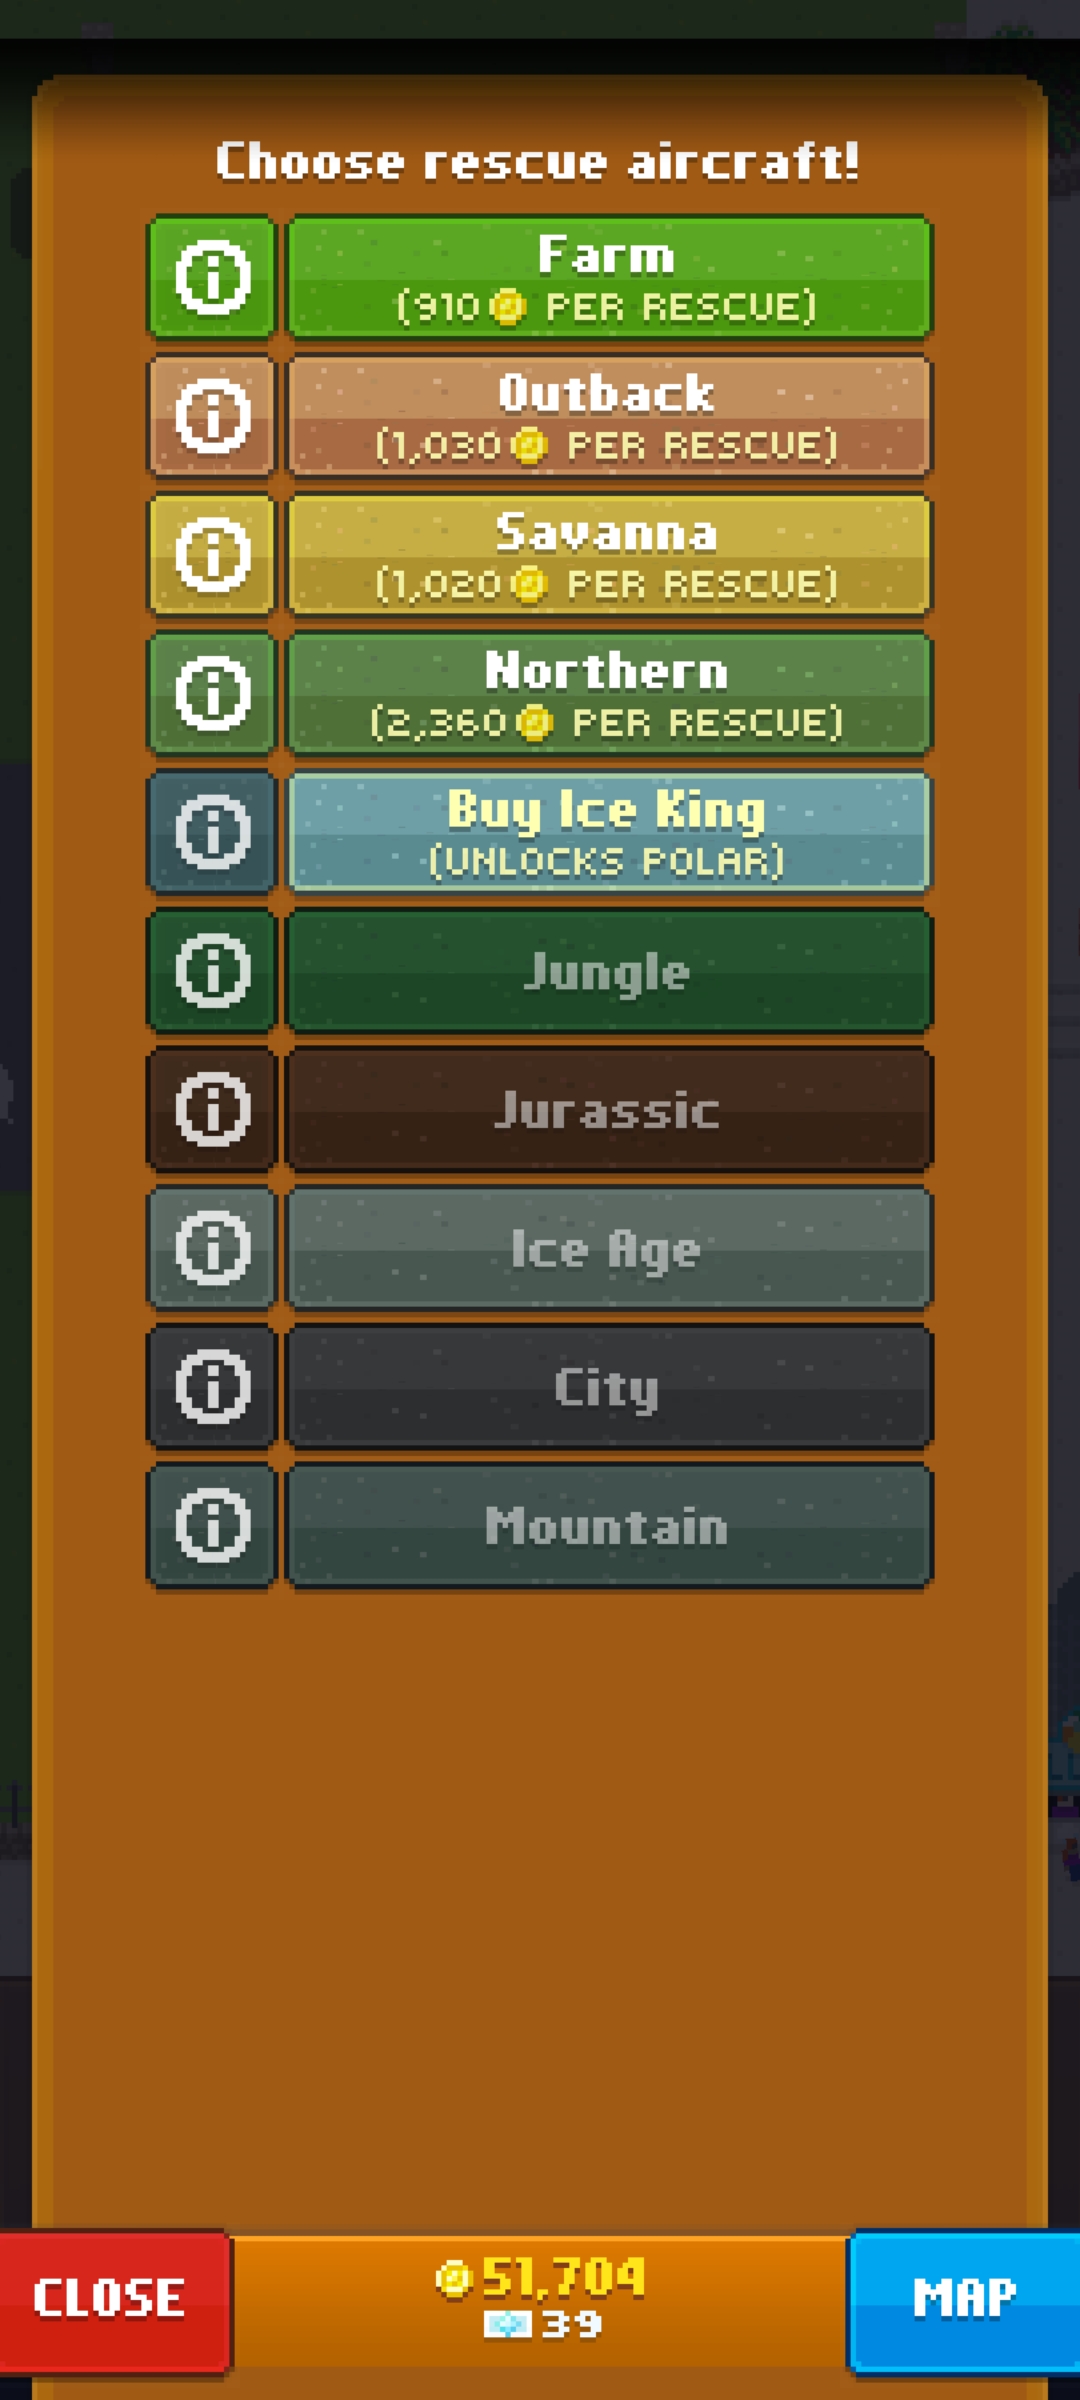 Choose rescue aircraft!
Farm
(910 PER RESCUE)
Outback
(1,030 PER RESCUE)
Savanna
(1,020 PER RESCUE)
Northern
(2,360 PER RESCUE)
Buy Ice King
(UNLOCKS POLAR)
Jungle
Jurassic
Ice Age
City
Mountain
CLOSE
51,704
39
MAP